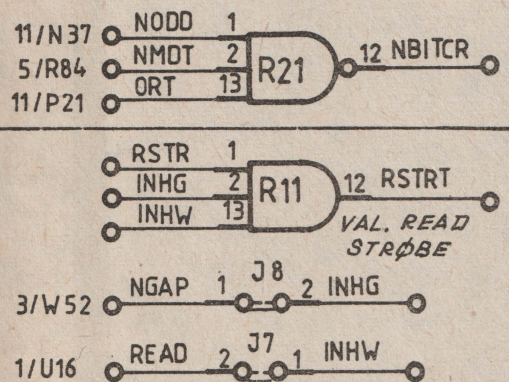 11/N37 NODD 1
5/R84 NMDT 2 R21 12 NBITCR
11/P21 ORT 13
RSTR 1
INHG 2 R11 12 RSTRT
INHW 13
VAL. READ
STRØBE
3/W52 NGAP 1 J8 2 INHG
1/U16 READ 2 J7 1 INHW